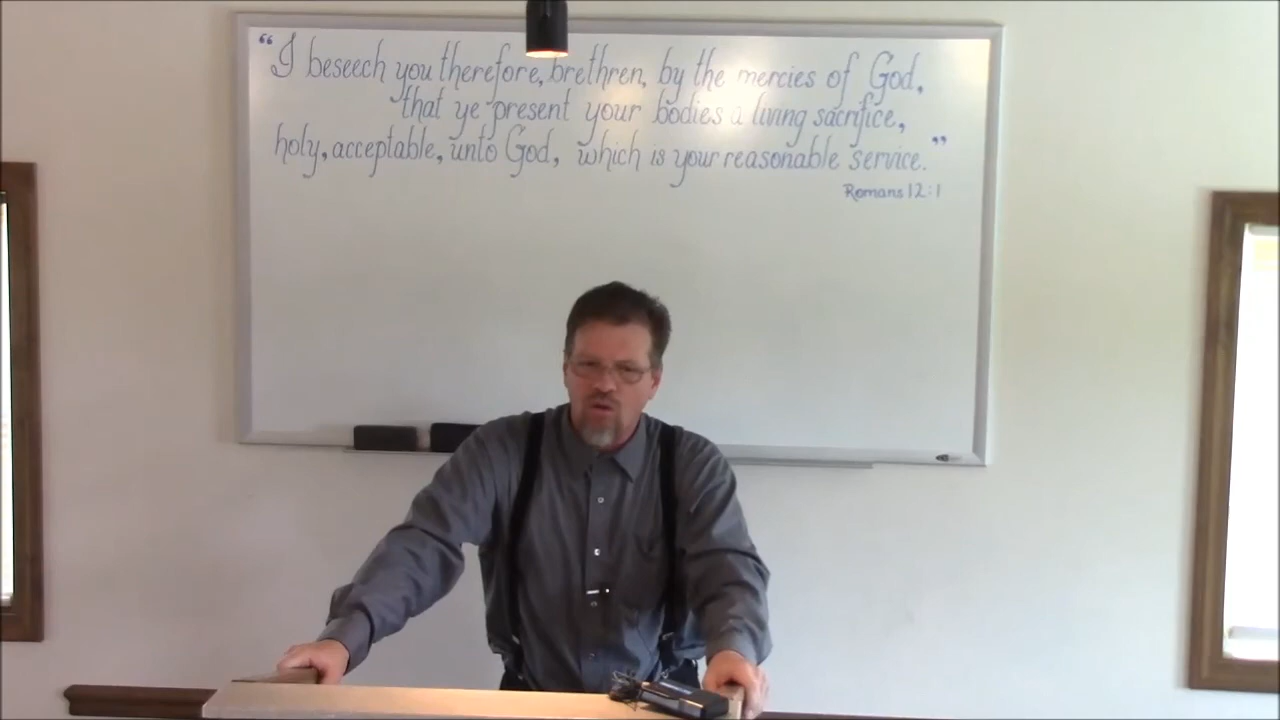 “I beseech you therefore, brethren, by the mercies of God,
that ye present your bodies a living sacrifice,
holy, acceptable, unto God, which is your reasonable service.”
Romans 12:1